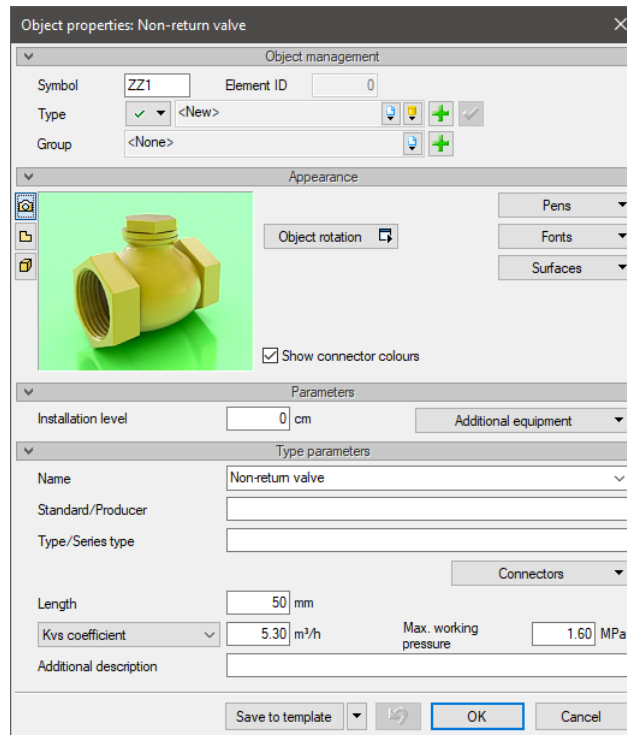 Object properties: Non-return valve
Object management
Symbol ZZ1 Element ID 0
Type <New>
Group <None>
Appearance
Pens
Object rotation Fonts
Surfaces
Show connector colours
Parameters
Installation level 0 cm Additional equipment
Type parameters
Name Non-return valve
Standard/Producer
Type/Series type
Connectors
Length 50 mm
Kvs coefficient 5.30 m³/h Max. working pressure 1.60 MPa
Additional description
Save to template OK Cancel